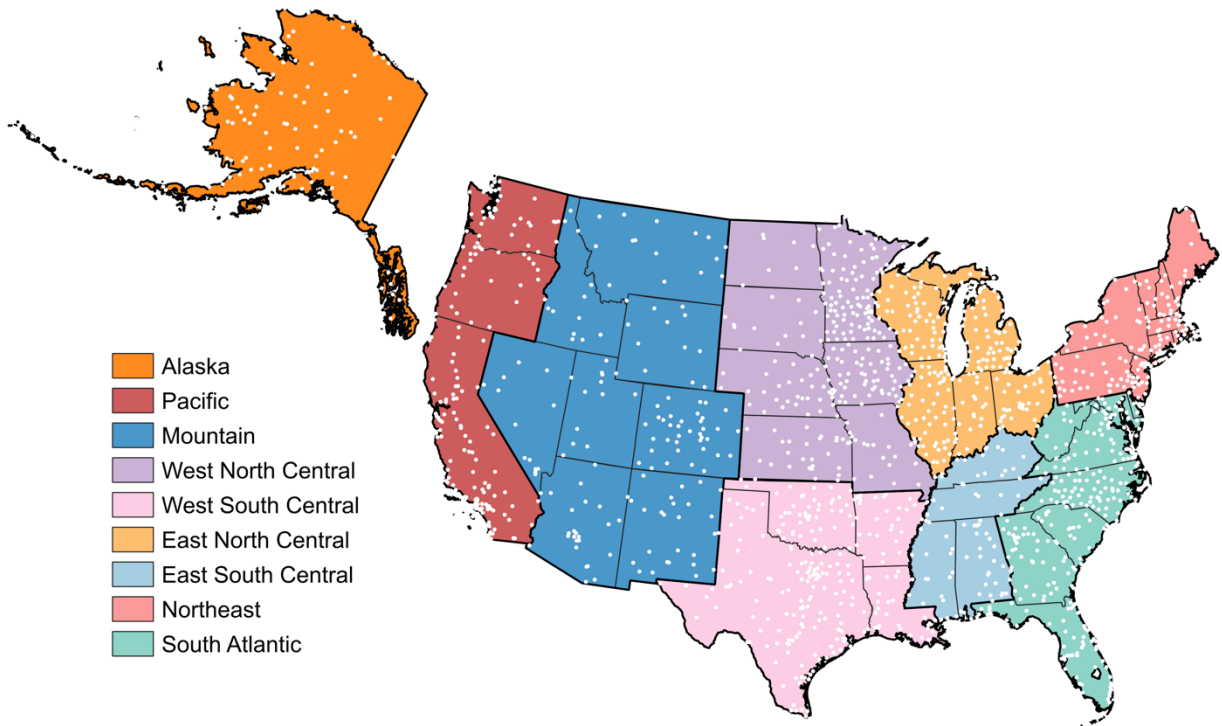 Alaska
Pacific
Mountain
West North Central
West South Central
East North Central
East South Central
Northeast
South Atlantic